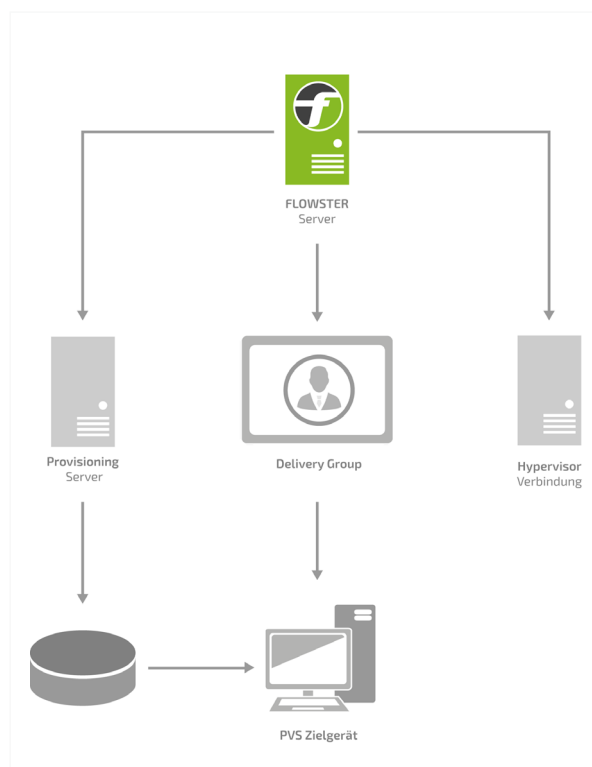 FLOWSTER
Server
Provisioning
Server
Delivery Group
Hypervisor
Verbindung
PVS Zielgerät